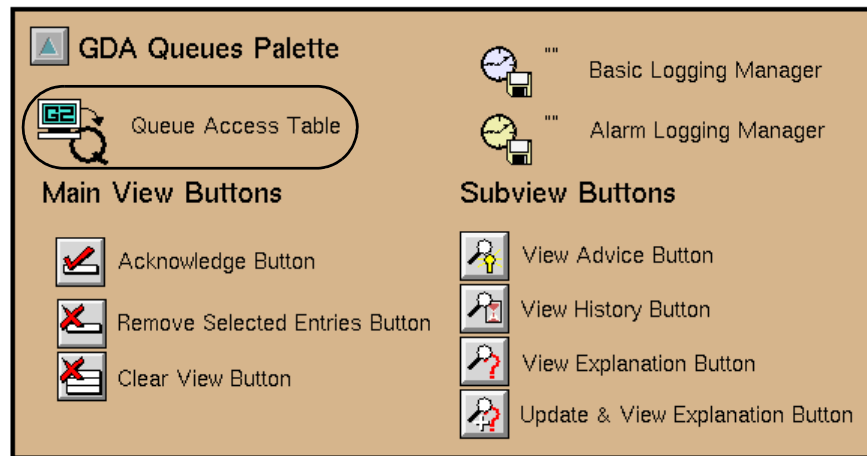 GDA Queues Palette
G2
Queue Access Table
""
Basic Logging Manager
""
Alarm Logging Manager
Main View Buttons
Acknowledge Button
Remove Selected Entries Button
Clear View Button
Subview Buttons
View Advice Button
View History Button
View Explanation Button
Update & View Explanation Button